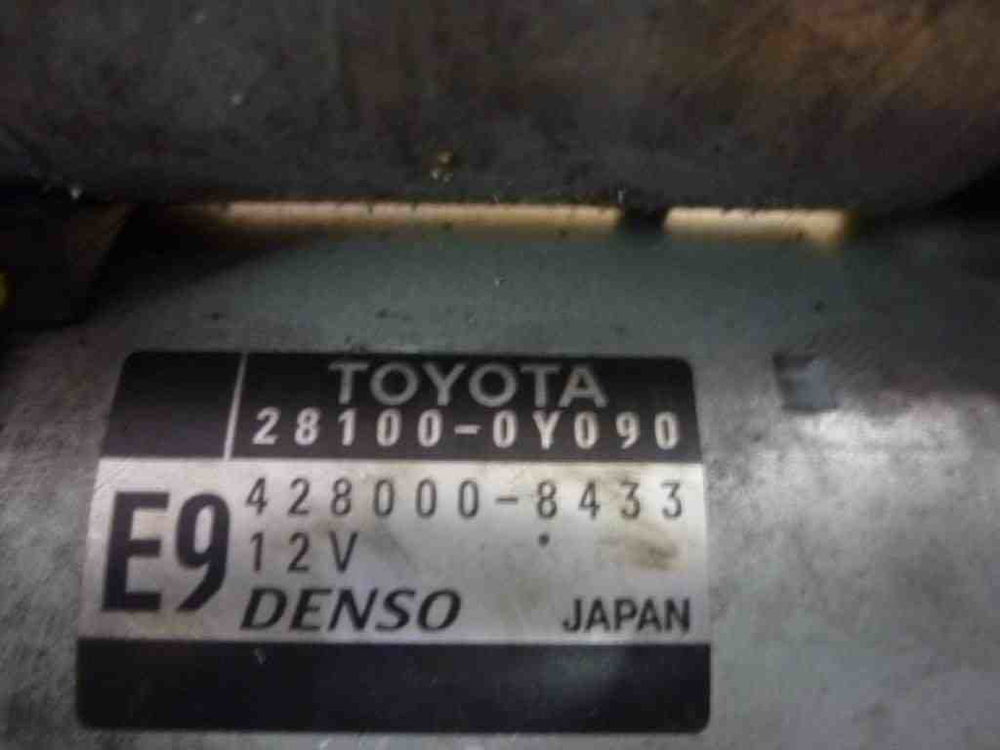 TOYOTA
28100-0Y090
E9
428000-8433
12V
DENSO JAPAN